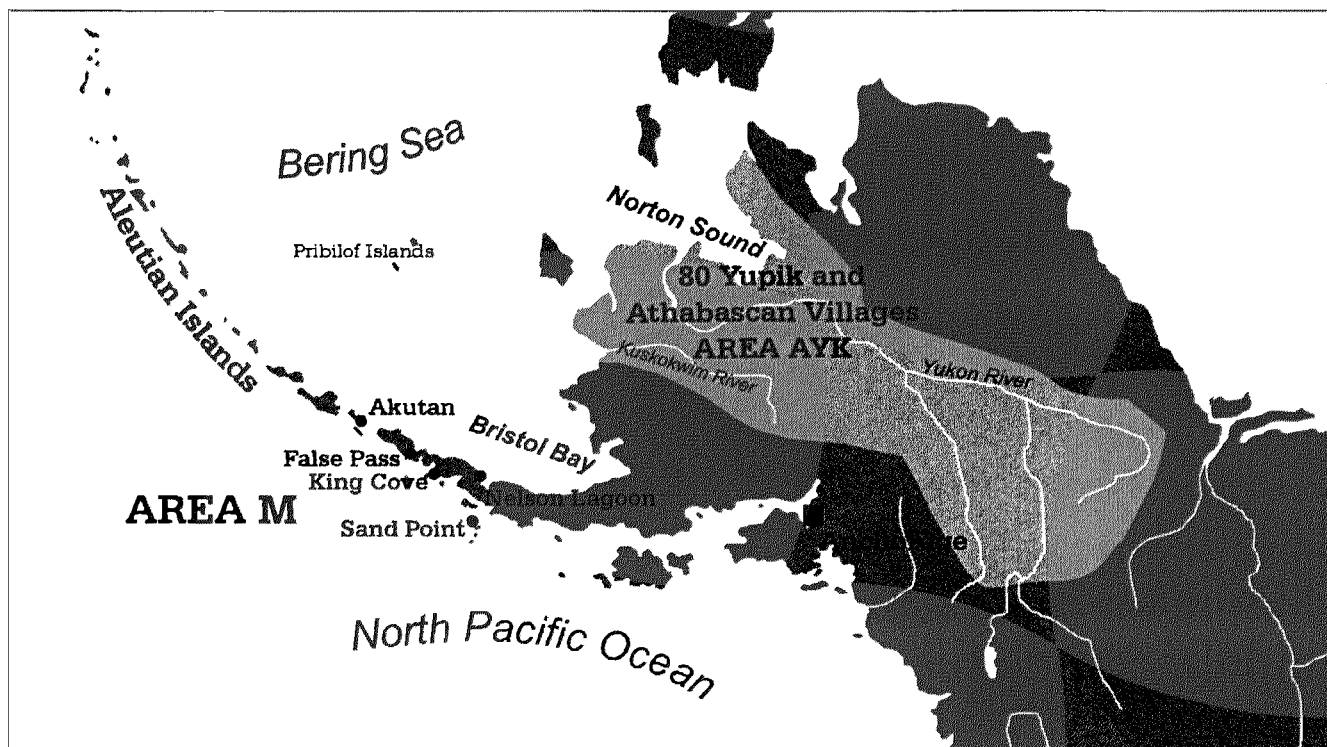 Bering Sea
Norton Sound
Aleutian Islands
Pribilof Islands
80 Yupik and
Athabascan Villages
AREA AYK
Kuskokwim River
Yukon River
Akutan
Bristol Bay
False Pass
King Cove
Nelson Lagoon
AREA M
Sand Point
North Pacific Ocean